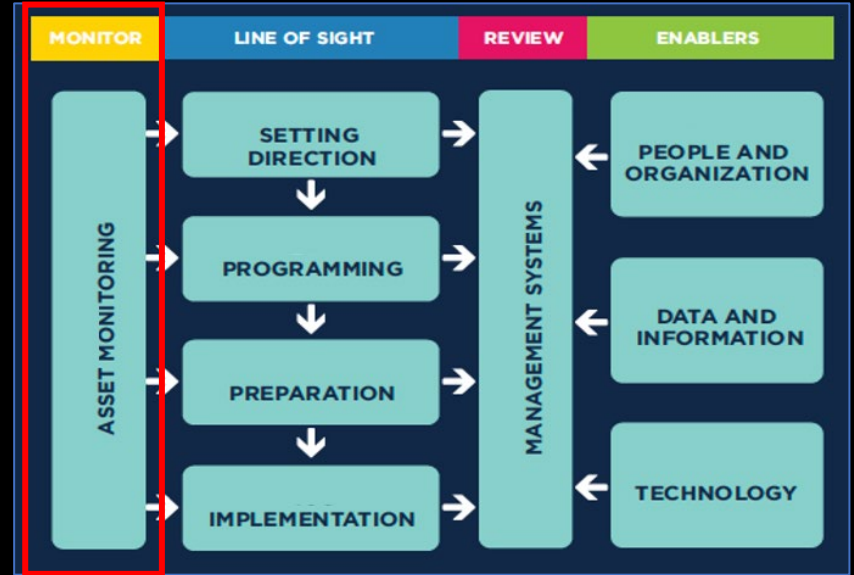 MONITOR
LINE OF SIGHT
REVIEW
ENABLERS
ASSET MONITORING
SETTING
DIRECTION
PROGRAMMING
PREPARATION
IMPLEMENTATION
MANAGEMENT SYSTEMS
PEOPLE AND
ORGANIZATION
DATA AND
INFORMATION
TECHNOLOGY